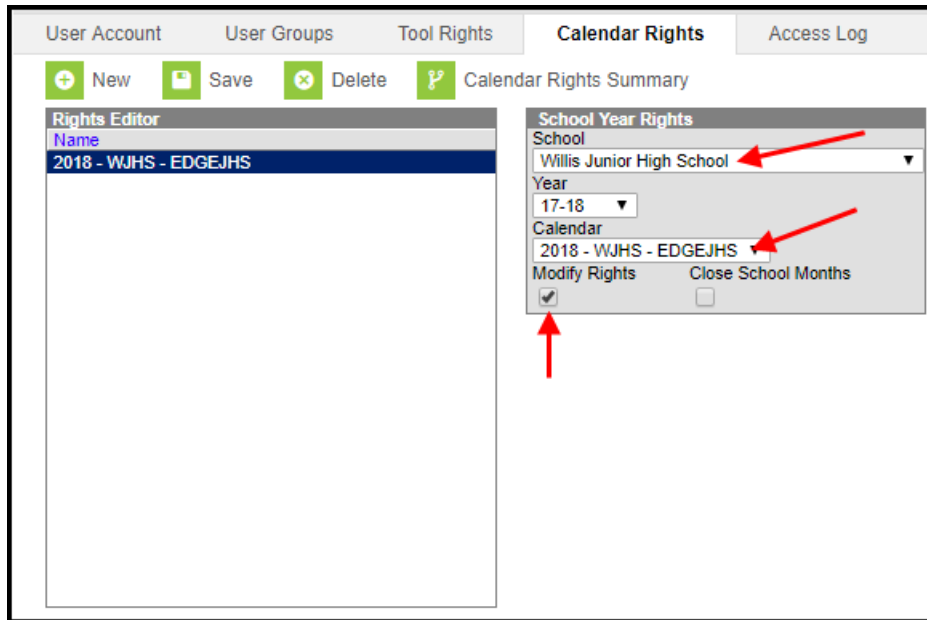 User Account User Groups Tool Rights Calendar Rights Access Log
New Save Delete Calendar Rights Summary
Rights Editor
Name
2018 - WJHS - EDGEJHS
School Year Rights
School
Willis Junior High School
Year
17-18
Calendar
2018 - WJHS - EDGEJHS
Modify Rights Close School Months